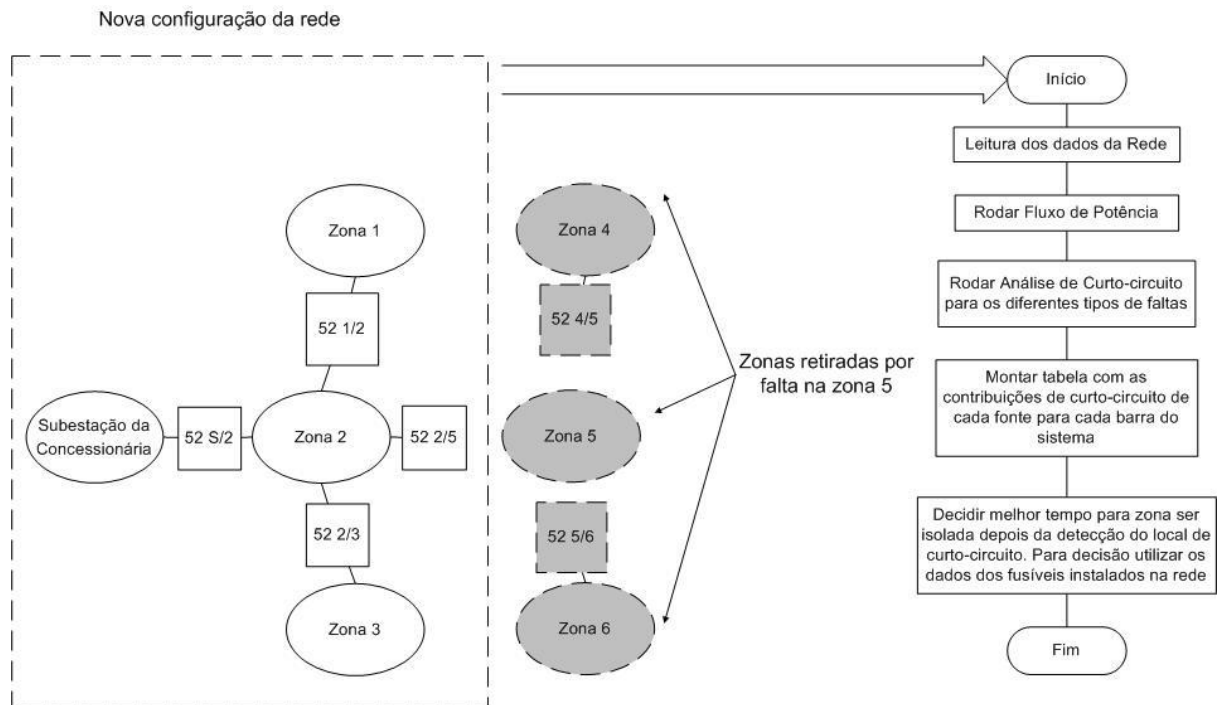 Nova configuração da rede
Zona 1
52 1/2
Subestação da
Concessionária
52 S/2
Zona 2
52 2/5
52 2/3
Zona 3
Zona 4
52 4/5
Zona 5
52 5/6
Zona 6
Zonas retiradas por
falta na zona 5
Início
Leitura dos dados da Rede
Rodar Fluxo de Potência
Rodar Análise de Curto-circuito
para os diferentes tipos de faltas
Montar tabela com as
contribuições de curto-circuito de
cada fonte para cada barra do
sistema
Decidir melhor tempo para zona ser
isolada depois da detecção do local de
curto-circuito. Para decisão utilizar os
dados dos fusíveis instalados na rede
Fim